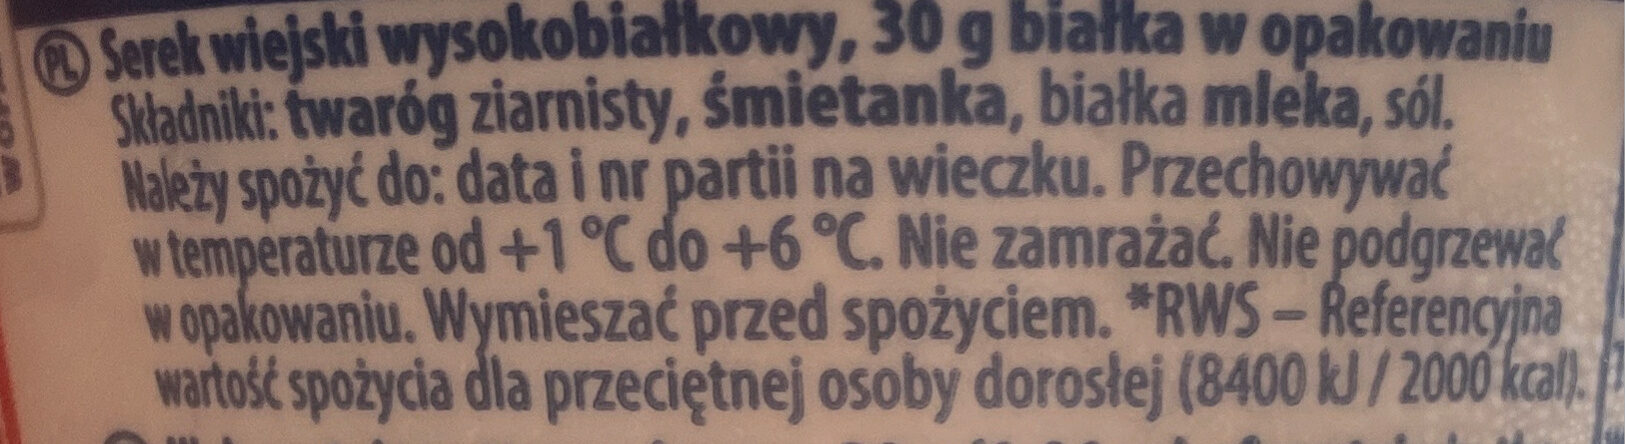 PL Serek wiejski wysokobiałkowy, 30 g białka w opakowaniu
Składniki: twaróg ziarnisty, śmietanka, białka mleka, sól.
Należy spożyć do: data i nr partii na wieczku. Przechowywać
w temperaturze od +1 °C do +6 °C. Nie zamrażać. Nie podgrzewać
w opakowaniu. Wymieszać przed spożyciem. *RWS – Referencyjna
wartość spożycia dla przeciętnej osoby dorosłej (8400 kJ / 2000 kcal).